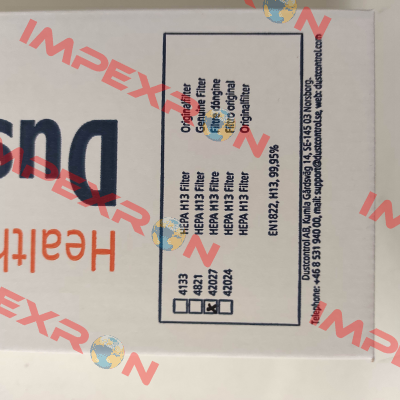 4133 HEPA H13 Filter Originalfilter
4821 HEPA H13 Filter Genuine Filter
42027 HEPA H13 Filtre Filtre dóngine
42024 HEPA H13 Filter Filtro original
HEPA H13 Filter Originalfilter
EN1822, H13, 99,95%
Dustcontrol AB, Kumla Gårdsväg 14, SE-145 03 Norsborg.
Telephone: +46 8 531 940 00, mail: support@dustcontrol.se, web: dustcontrol.com
Dus
Health
IMPEXRON
IMPEXRON
IMPEXRON